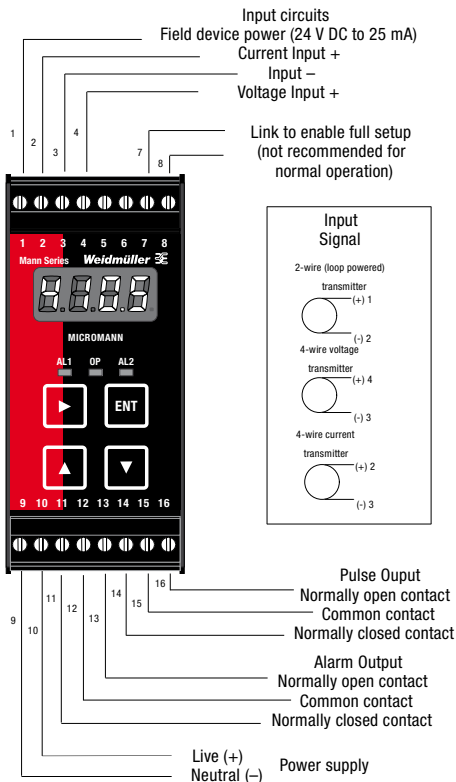 Input circuits
Field device power (24 V DC to 25 mA)
Current Input +
Input –
Voltage Input +
1
2
3
4
Link to enable full setup
(not recommended for
normal operation)
7
8
1 2 3 4 5 6 7 8
Mann Series Weidmüller
MICROMANN
AL1 OP AL2
ENT
9 10 11 12 13 14 15 16
Input
Signal
2-wire (loop powered)
transmitter
(+) 1
(-) 2
4-wire voltage
transmitter
(+) 4
(-) 3
4-wire current
transmitter
(+) 2
(-) 3
9
10
11
12
13
14
15
16
Pulse Ouput
Normally open contact
Common contact
Normally closed contact
Alarm Output
Normally open contact
Common contact
Normally closed contact
Live (+)
Neutral (–)
Power supply